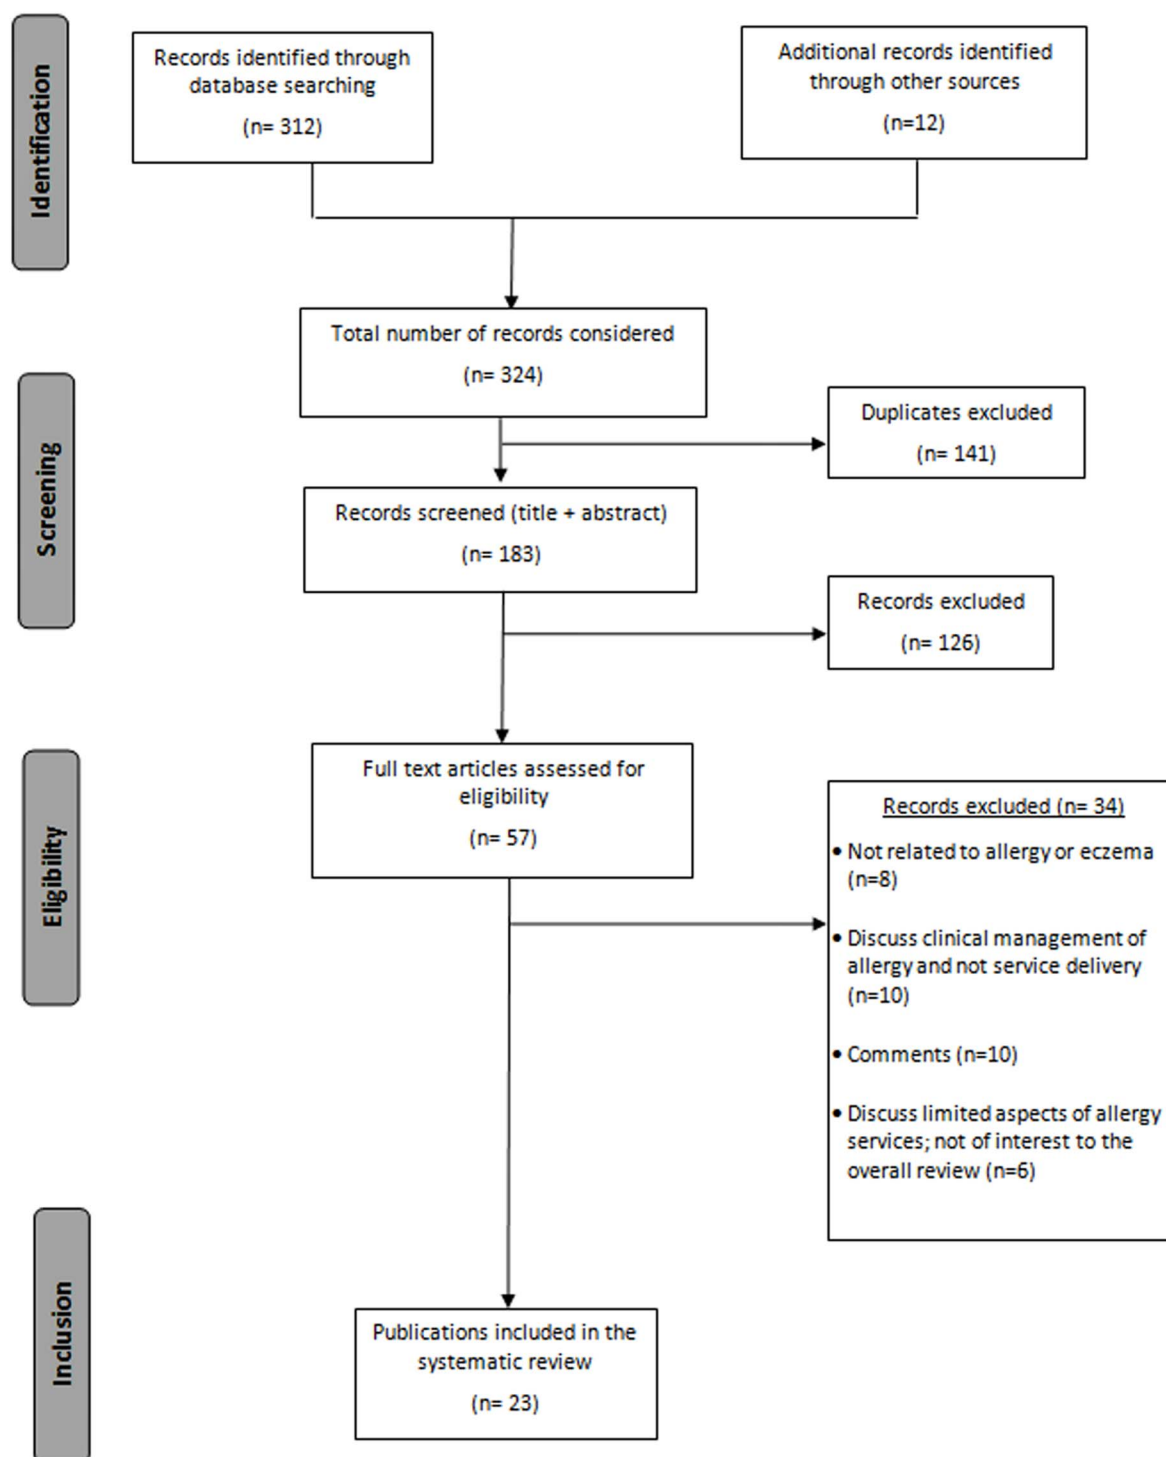 Identification
Records identified through
database searching
(n= 312)
Additional records identified
through other sources
(n=12)
Total number of records considered
(n= 324)
Screening
Duplicates excluded
(n= 141)
Records screened (title + abstract)
(n= 183)
Records excluded
(n= 126)
Eligibility
Full text articles assessed for
eligibility
(n= 57)
Records excluded (n= 34)
• Not related to allergy or eczema
(n=8)
• Discuss clinical management of
allergy and not service delivery
(n=10)
• Comments (n=10)
• Discuss limited aspects of allergy
services; not of interest to the
overall review (n=6)
Inclusion
Publications included in the
systematic review
(n= 23)